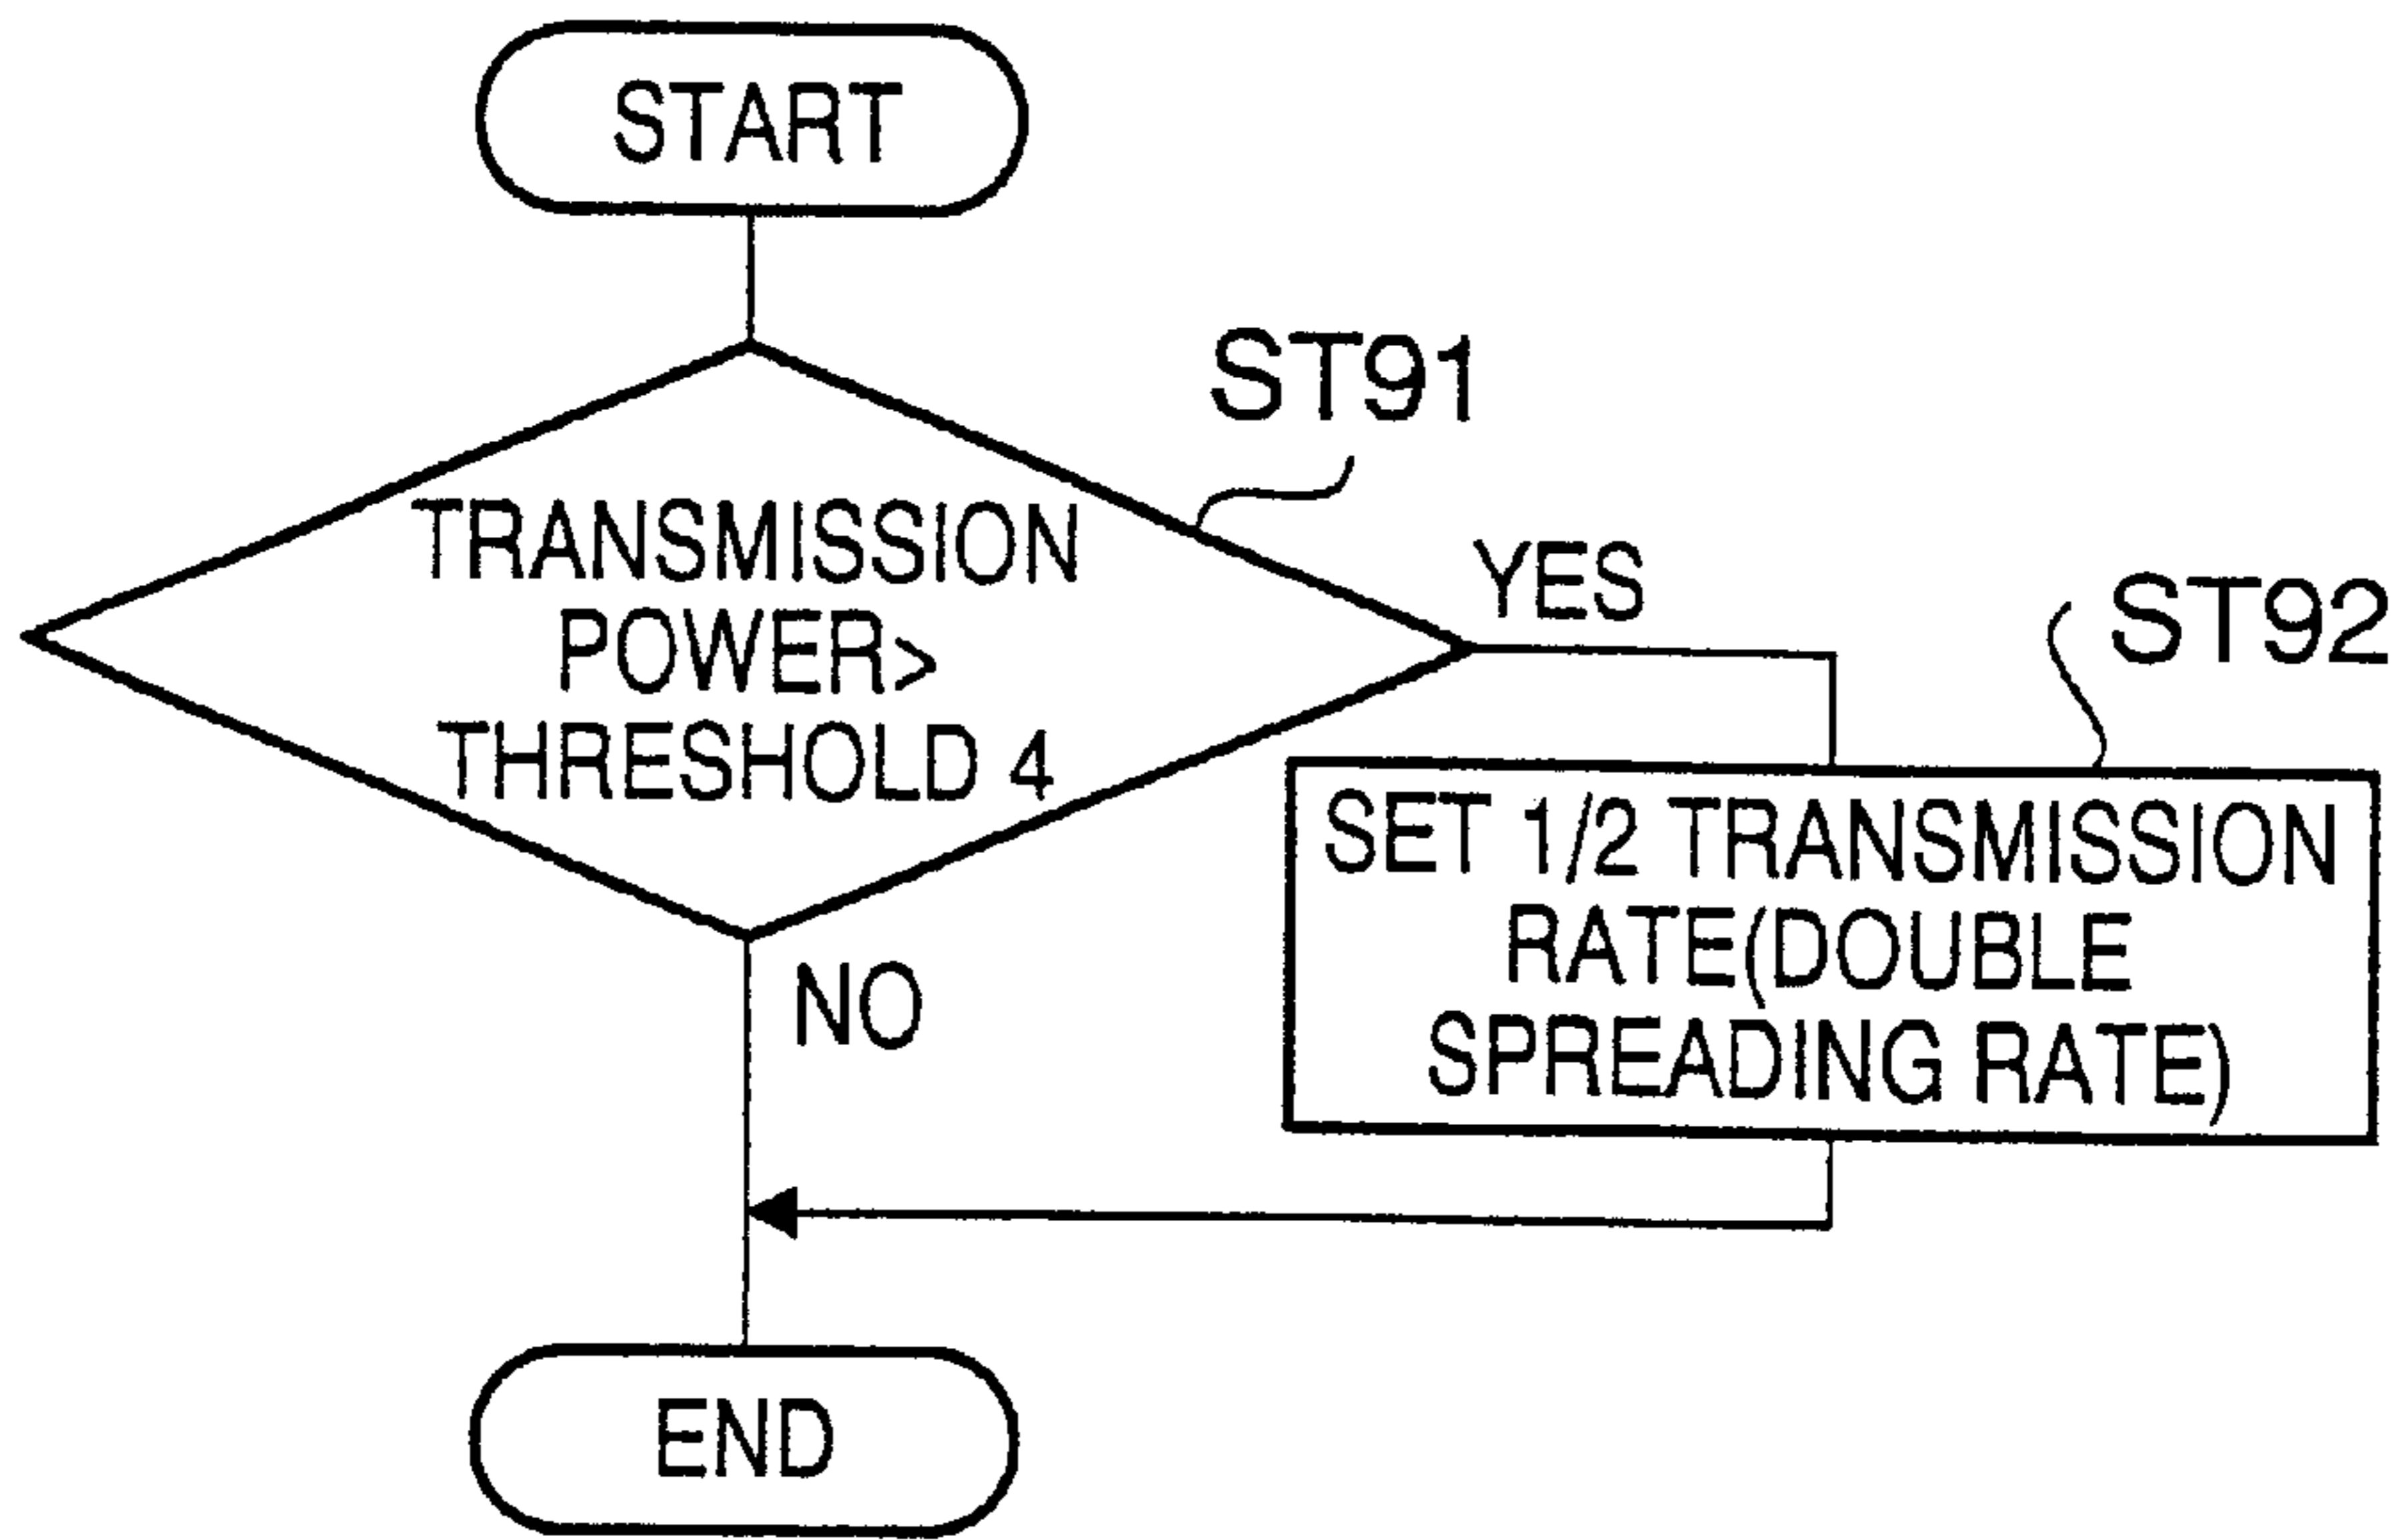 START
ST91
TRANSMISSION
POWER>
THRESHOLD 4
YES
ST92
SET 1/2 TRANSMISSION
RATE(DOUBLE
SPREADING RATE)
NO
END